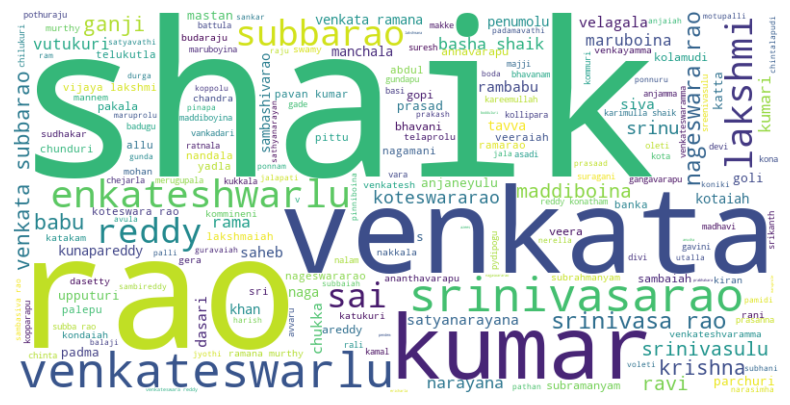 pothuraju
battula
mastan
venkata ramana
makke
padamavathi
anjaiah
motupalli
murthy
ganji
subbarao
penumolu
velagala
chilukuri
satyavathi
budaraju
raju swamy
suresh
majji
venkayamma
chintalapudi
vutukuri
maruboyina
basha shaik
maruboina
nageswara rao
lakshmi
ram
telukutla
manchala
annavarapu
bhavanam
kolamudi
durga
sambashivarao
abdul
gundapu
kommuri
sreenivasulu
vijaya lakshmi
koppolu
sathyanarayan
pavan kumar
gopi
basi
boda
ponnuru
katta
mannem
chandra
gade
prasad
rambabu
anjamma
siva
kumari
pakala
pinapa
bhavani
prakash
kareemullah
karimulla shaik
venkateswaramma
maruprolu
maddiboyina
pittu
telaprolu
kollipara
tavva
srinu
sudhakar
badugu
vankadari
veeraiah
ramarao
oleti
chunduri
ratnala
nagamani
jala
asadi
kota
devi
kona
mohan
allu
nandala
yadla
jalapati
vara
prasaad
suragani
gangavarapu
goli
gunda
ponnam
shaik
venkata subbarao
chejarla
merugupala
kukkala
venkatesh
anjaneyulu
maddiboina
koniki
enkateshwarlu
v
pinniboina
koteswararao
reddy konatham
banka
kotaiah
babu
koteswara rao
kommineni
rama
katakam
avula
reddy
lakshmaiah
saheb
s
veera
madhavi
srikanth
kunapareddy
palli
guravaiah
gera
nalam
nakkala
pydipogu
nerella
divi
gavini
utalla
venkata
rao
dasetty
sambireddy
nageswararao
subbaiah
ananthavarapu
subrahmanyam
sambaiah
kiran
upputuri
sri
naga
sai
srinivasarao
pamidi
kopparapu
palepu
dasari
khan
chukka
katukuri
areddy
satyanarayana
srinivasa rao
rani
prasanna
subba rao
harish
avvaru
kondaiah
balaji
rali
kumar
venkateshvaramma
srinivasulu
chinta
padma
jyothi
ramana murthy
kamal
krishna
voleti
subhani
venkateswarlu
narayana
pathan
subramanyam
ravi
parchuri
narasimha